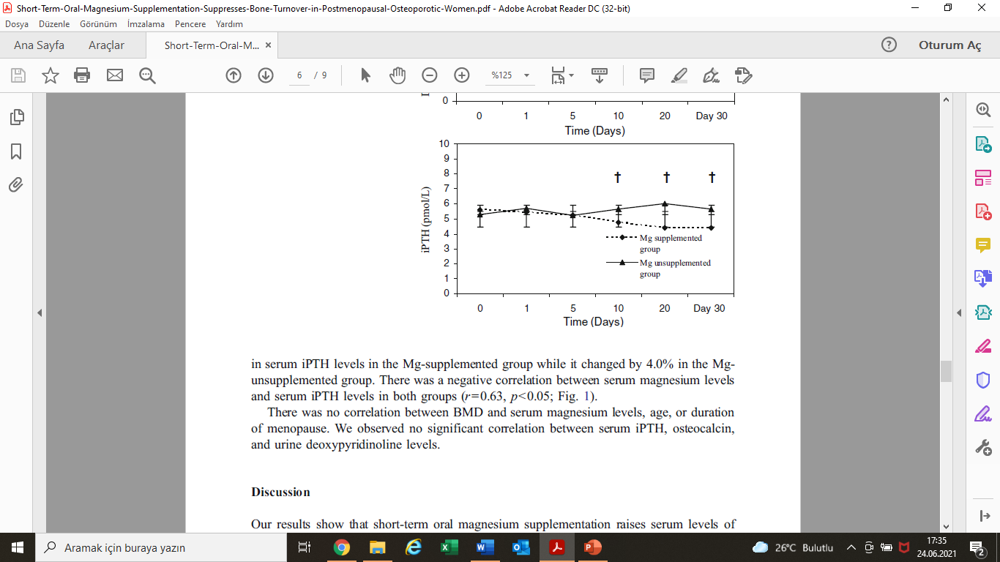 Short-Term-Oral-Magnesium-Supplementation-Suppresses-Bone-Turnover-in-Postmenopausal-Osteoporotic-Women.pdf - Adobe Acrobat Reader DC (32-bit)
Dosya Düzenle Görünüm İmzalama Pencere Yardım
Ana Sayfa Araçlar Short-Term-Oral-M... × Oturum Aç
6 / 9 %125
0
0 1 5 10 20 Day 30
Time (Days)
10
9
8
† † †
7
6
5
4
3
2
1
0
iPTH (pmol/L)
Mg supplemented
group
Mg unsupplemented
group
0 1 5 10 20 Day 30
Time (Days)
in serum iPTH levels in the Mg-supplemented group while it changed by 4.0% in the Mg-
unsupplemented group. There was a negative correlation between serum magnesium levels
and serum iPTH levels in both groups (r=0.63, p<0.05; Fig. 1).
There was no correlation between BMD and serum magnesium levels, age, or duration
of menopause. We observed no significant correlation between serum iPTH, osteocalcin,
and urine deoxypyridinoline levels.
Discussion
Our results show that short-term oral magnesium supplementation raises serum levels of
Aramak için buraya yazın
26°C Bulutlu
17:35
24.06.2021
2